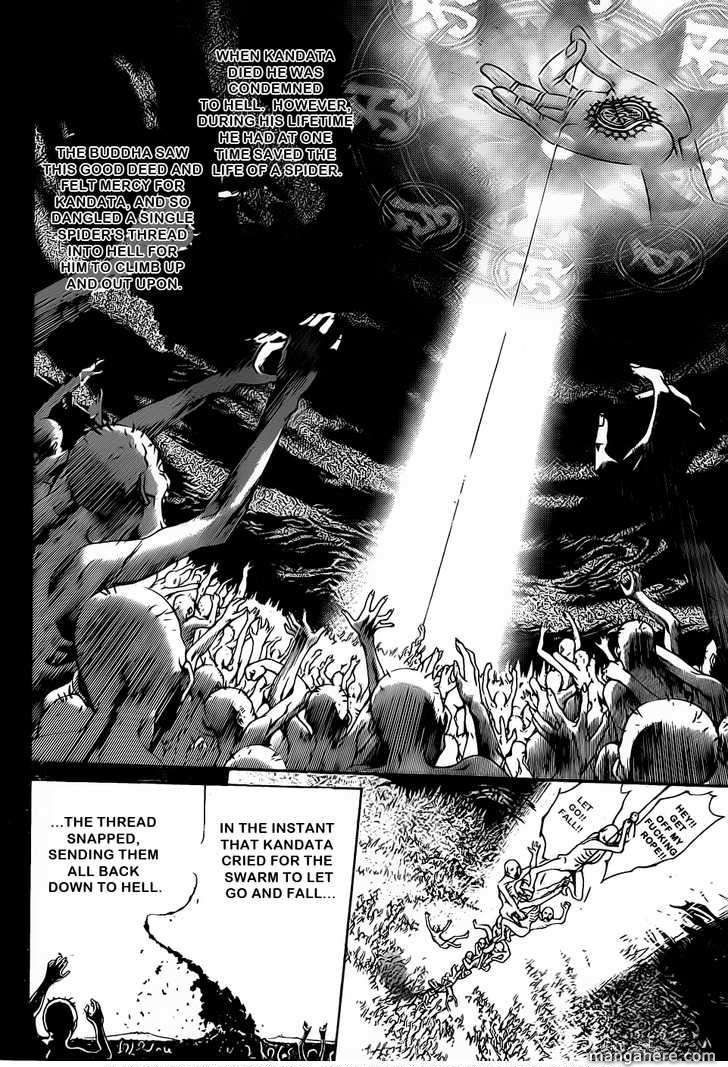 WHEN KANDATA
DIED HE WAS
CONDEMNED
TO HELL. HOWEVER,
DURING HIS LIFETIME
HE HAD AT ONE
TIME SAVED THE
LIFE OF A SPIDER.
THE BUDDHA SAW
THIS GOOD DEED AND
FELT MERCY FOR
KANDATA, AND SO
DANGLED A SINGLE
SPIDER'S THREAD
INTO HELL FOR
HIM TO CLIMB UP
AND OUT UPON.
HEY!!
GET
OFF MY
FUCKING
ROPE!!!
LET
GO!!
FALL!!
IN THE INSTANT
THAT KANDATA
CRIED FOR THE
SWARM TO LET
GO AND FALL...
...THE THREAD
SNAPPED,
SENDING THEM
ALL BACK
DOWN TO HELL.
mangahere.com